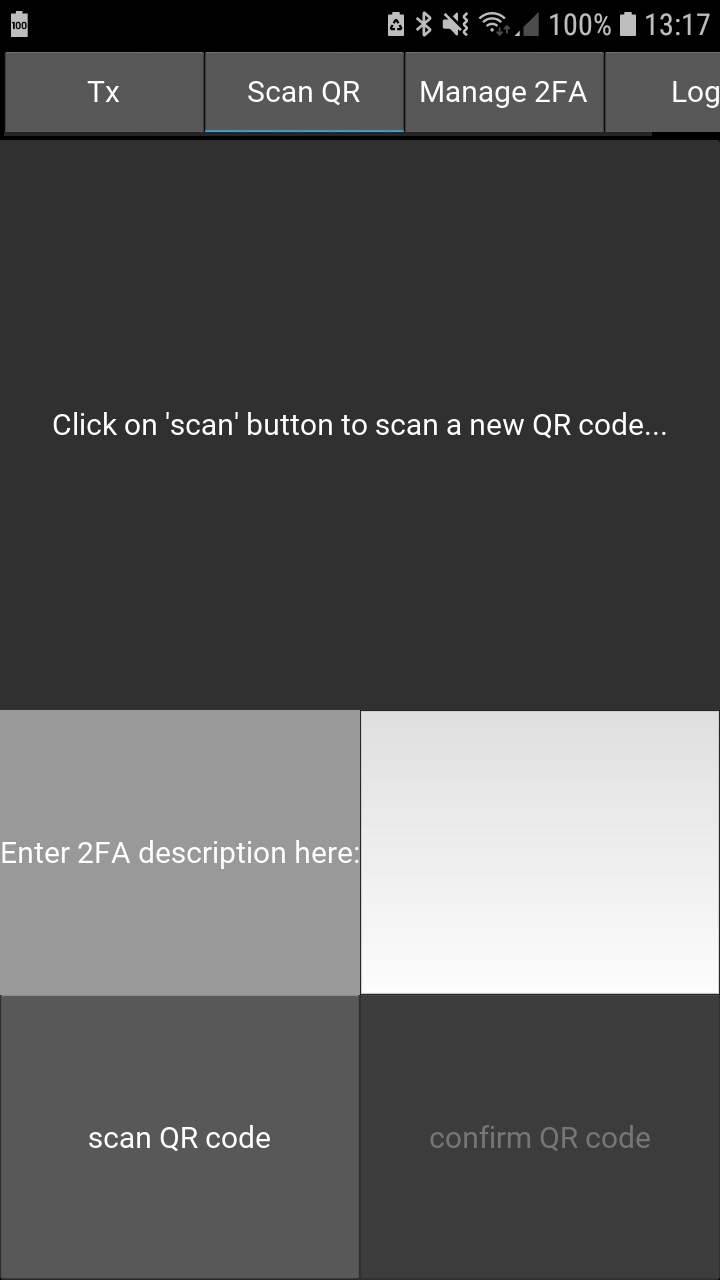 100 100% 13:17
Tx Scan QR Manage 2FA Log
Click on 'scan' button to scan a new QR code...
Enter 2FA description here:
scan QR code confirm QR code